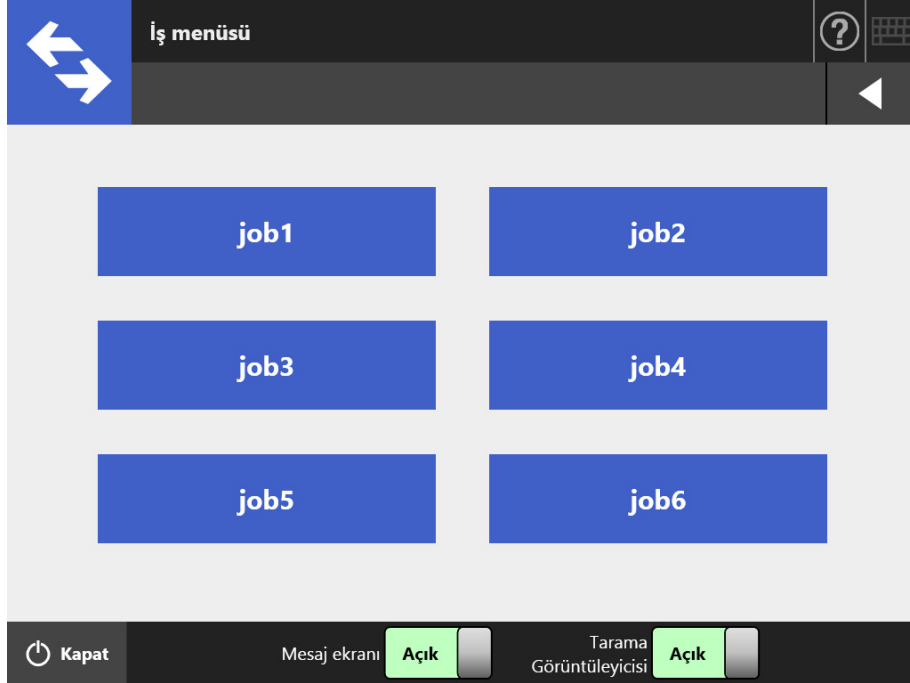 İş menüsü
job1
job2
job3
job4
job5
job6
Kapat
Mesaj ekranı
Açık
Tarama
Görüntüleyicisi
Açık